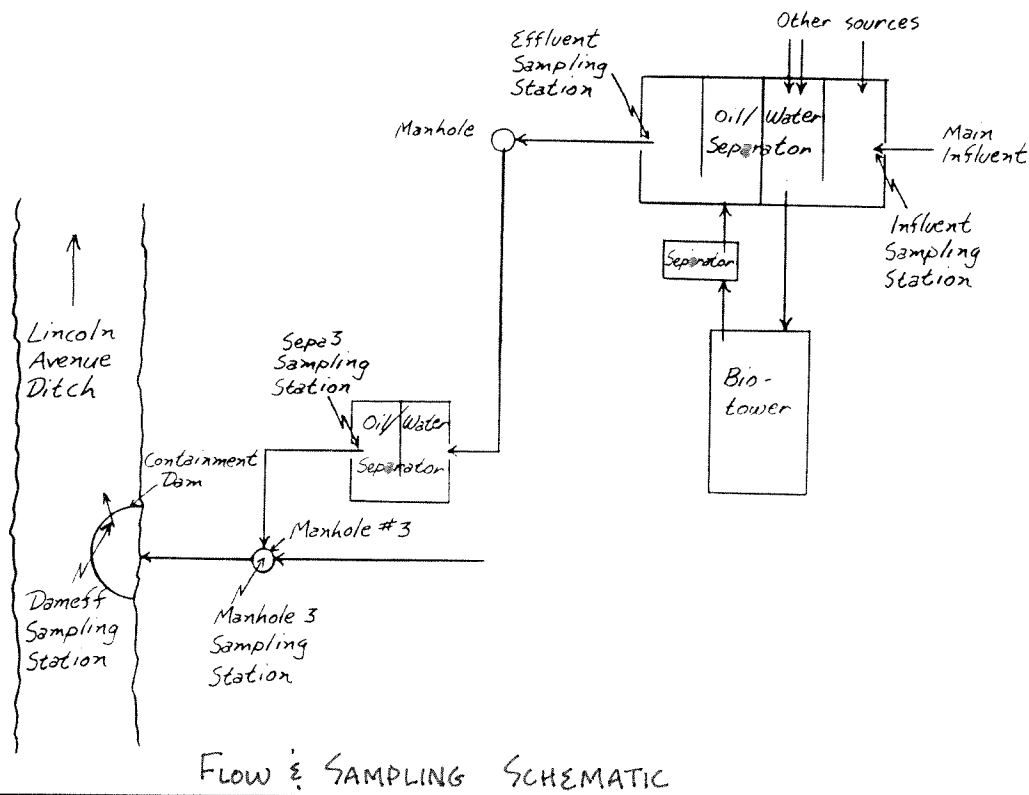 Other sources
Effluent
Sampling
Station
Manhole
Oil/Water
Separator
Main
Influent
Influent
Sampling
Station
Separator
Bio-
tower
Lincoln
Avenue
Ditch
Sepa3
Sampling
Station
Oil/Water
Separator
Containment
Dam
Manhole #3
Dameff
Sampling
Station
Manhole 3
Sampling
Station
FLOW & SAMPLING SCHEMATIC